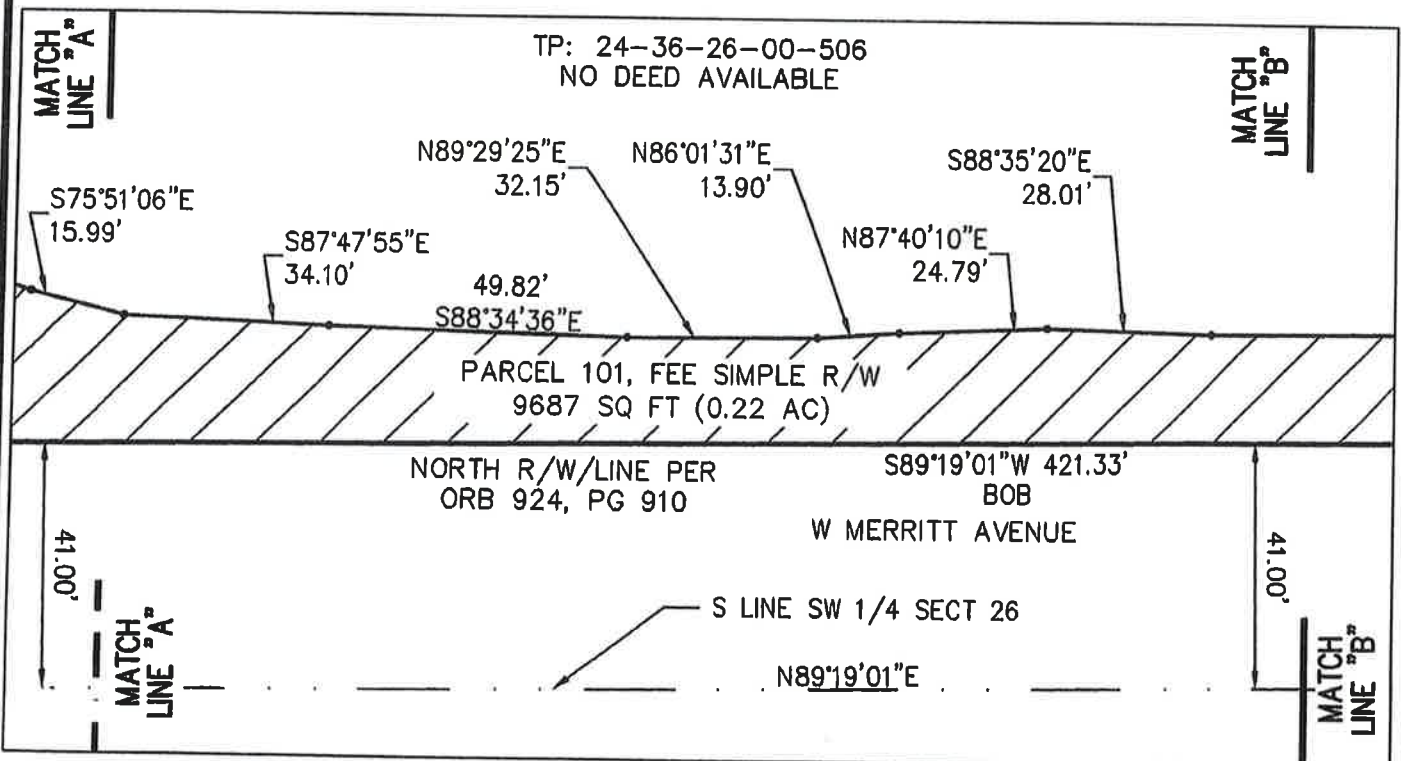 MATCH
LINE "A"
TP: 24-36-26-00-506
NO DEED AVAILABLE
MATCH
LINE "B"
S75°51'06"E
15.99'
S87°47'55"E
34.10'
49.82'
S88°34'36"E
N89°29'25"E
32.15'
N86°01'31"E
13.90'
N87°40'10"E
24.79'
S88°35'20"E
28.01'
PARCEL 101, FEE SIMPLE R/W
9687 SQ FT (0.22 AC)
NORTH R/W/LINE PER
ORB 924, PG 910
S89°19'01"W 421.33'
BOB
W MERRITT AVENUE
41.00'
41.00'
S LINE SW 1/4 SECT 26
N89°19'01"E
MATCH
LINE "A"
MATCH
LINE "B"